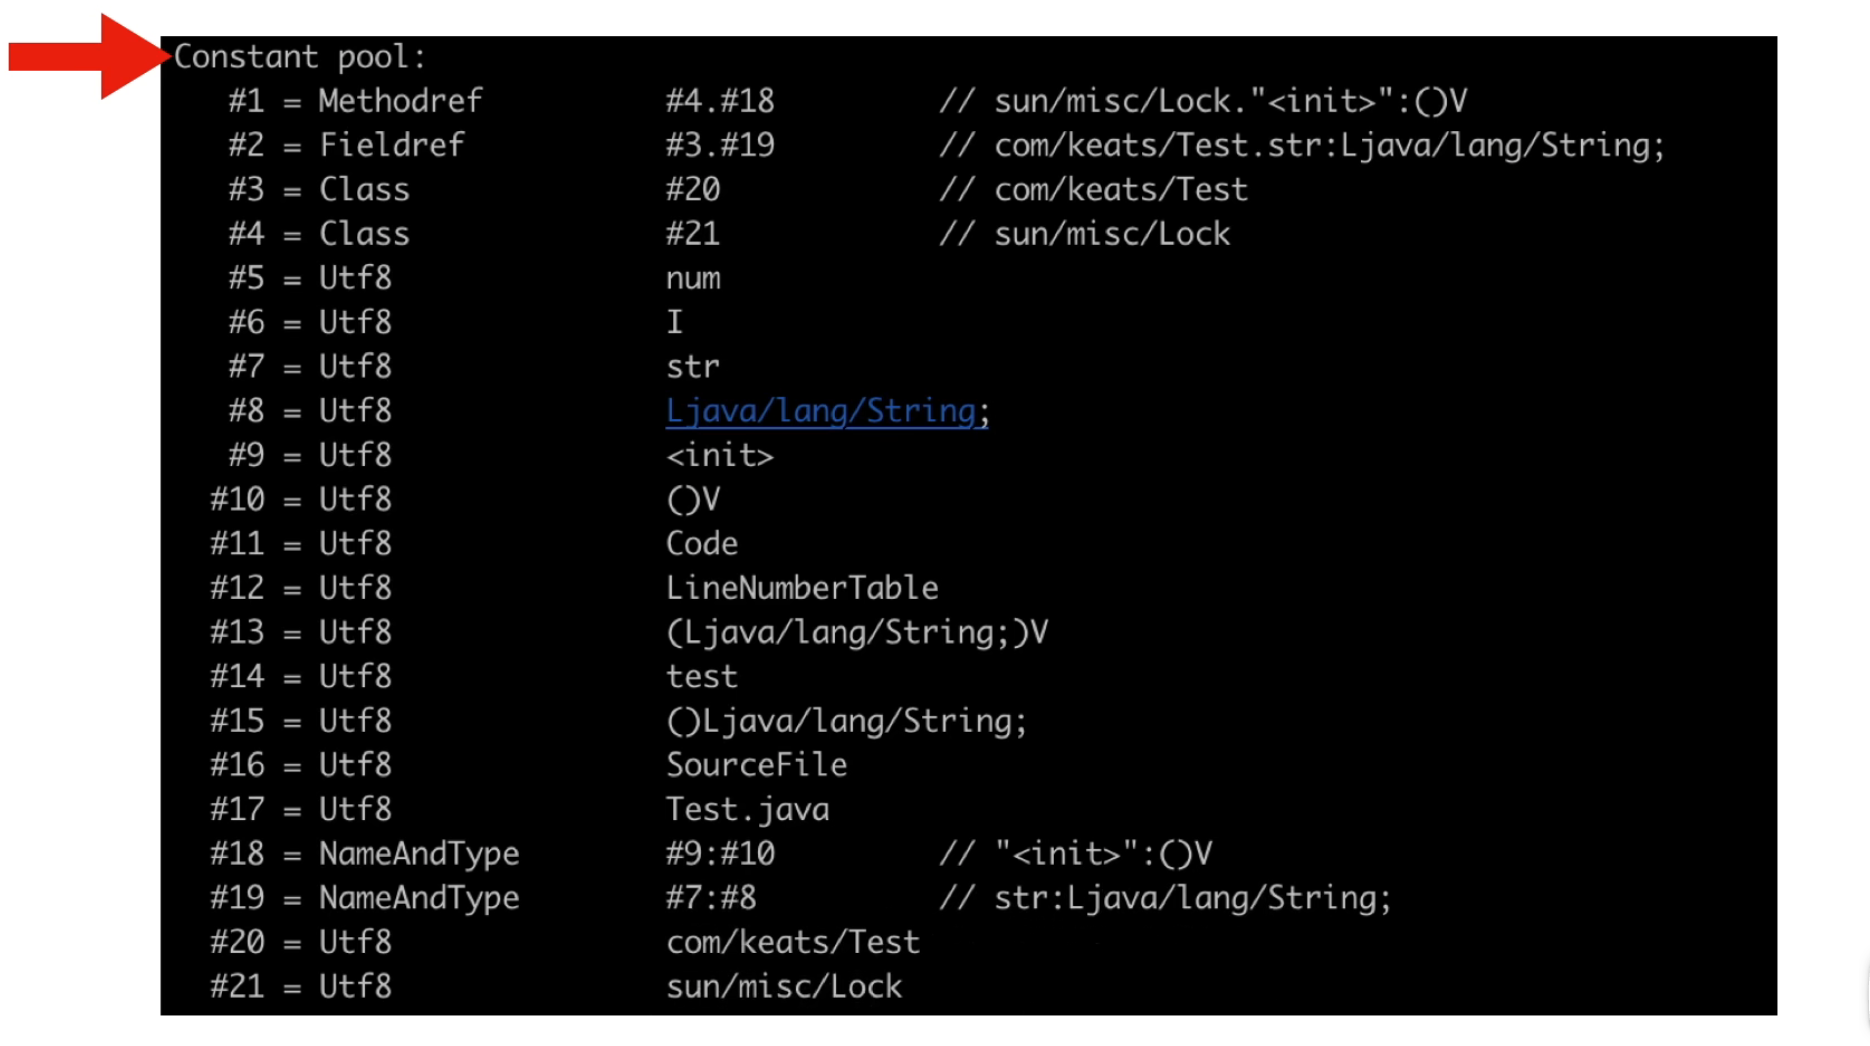 Constant pool:
#1 = Methodref #4.#18 // sun/misc/Lock."<init>":()V
#2 = Fieldref #3.#19 // com/keats/Test.str:Ljava/lang/String;
#3 = Class #20 // com/keats/Test
#4 = Class #21 // sun/misc/Lock
#5 = Utf8 num
#6 = Utf8 I
#7 = Utf8 str
#8 = Utf8 Ljava/lang/String;
#9 = Utf8 <init>
#10 = Utf8 ()V
#11 = Utf8 Code
#12 = Utf8 LineNumberTable
#13 = Utf8 (Ljava/lang/String;)V
#14 = Utf8 test
#15 = Utf8 ()Ljava/lang/String;
#16 = Utf8 SourceFile
#17 = Utf8 Test.java
#18 = NameAndType #9:#10 // "<init>":()V
#19 = NameAndType #7:#8 // str:Ljava/lang/String;
#20 = Utf8 com/keats/Test
#21 = Utf8 sun/misc/Lock